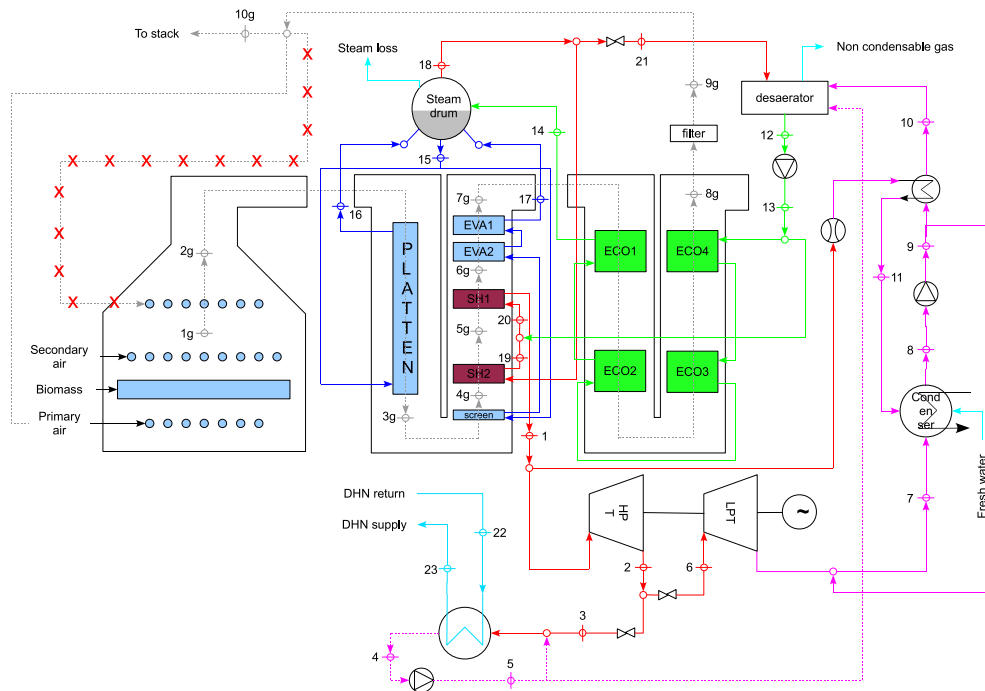 10g
To stack
Steam loss
18
21
Non condensable gas
Steam
drum
9g
desaerator
14
filter
12
10
15
16
7g
17
8g
13
EVA1
EVA2
PLATTEN
2g
6g
ECO1
ECO4
9
11
SH1
20
1g
5g
19
8
Secondary
air
SH2
ECO2
ECO3
Biomass
4g
Primary
air
3g
screen
Cond
en
ser
1
Fresh water
7
DHN return
HP
T
LPT
~
DHN supply
22
23
2
6
3
4
5
X X X X X X X X X X X X X X